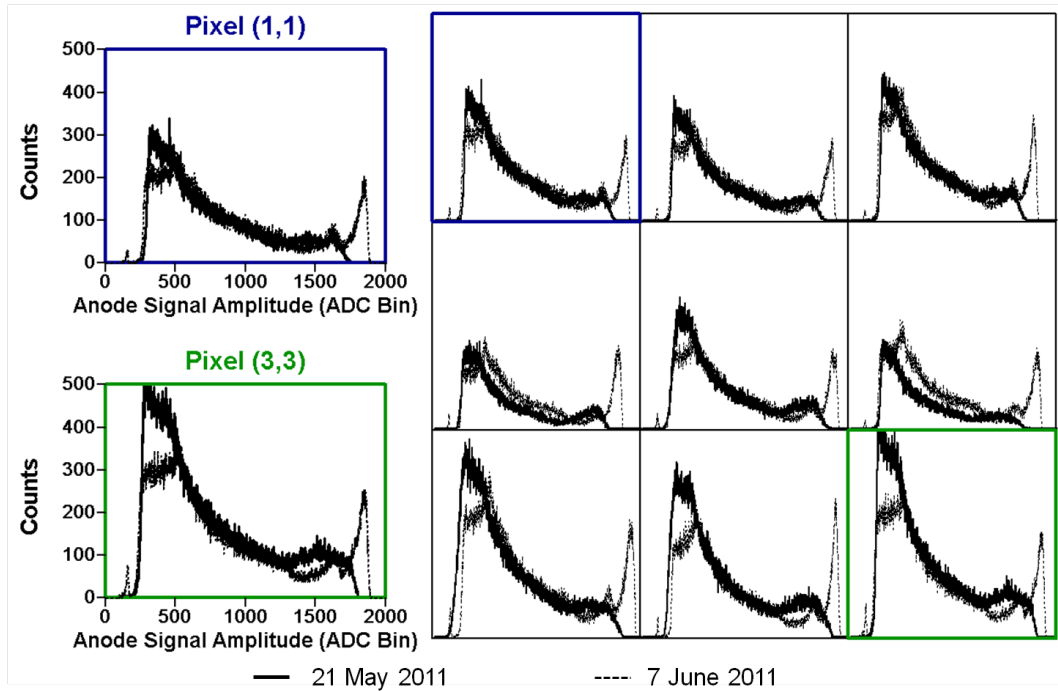 Pixel (1,1)
500
400
300
200
100
0
Counts
0 500 1000 1500 2000
Anode Signal Amplitude (ADC Bin)
Pixel (3,3)
500
400
300
200
100
0
Counts
0 500 1000 1500 2000
Anode Signal Amplitude (ADC Bin)
21 May 2011
7 June 2011